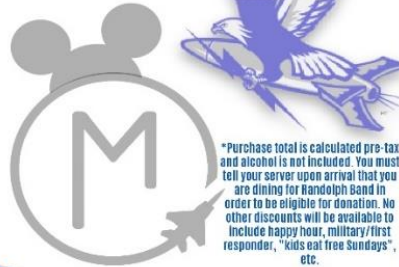 M
*Purchase total is calculated pre-tax
and alcohol is not included. You must
tell your server upon arrival that you
are dining for Randolph Band in
order to be eligible for donation. No
other discounts will be available to
include happy hour, military/first
responder, "kids eat free Sundays",
etc.